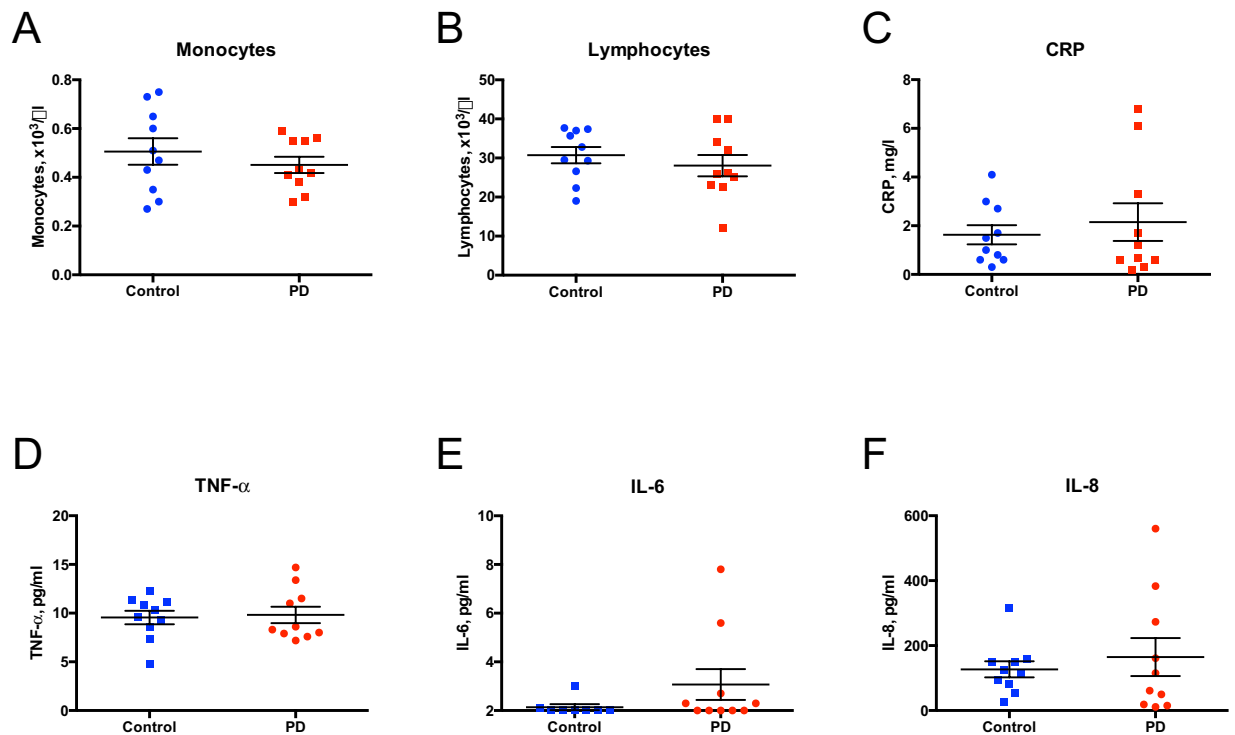 A
Monocytes
Monocytes, x10³/□l
0.8
0.6
0.4
0.2
0.0
Control
PD
B
Lymphocytes
Lymphocytes, x10³/□l
50
40
30
20
10
0
Control
PD
C
CRP
CRP, mg/l
8
6
4
2
0
Control
PD
D
TNF-α
TNF-α, pg/ml
20
15
10
5
0
Control
PD
E
IL-6
IL-6, pg/ml
10
8
6
4
2
Control
PD
F
IL-8
IL-8, pg/ml
600
400
200
0
Control
PD